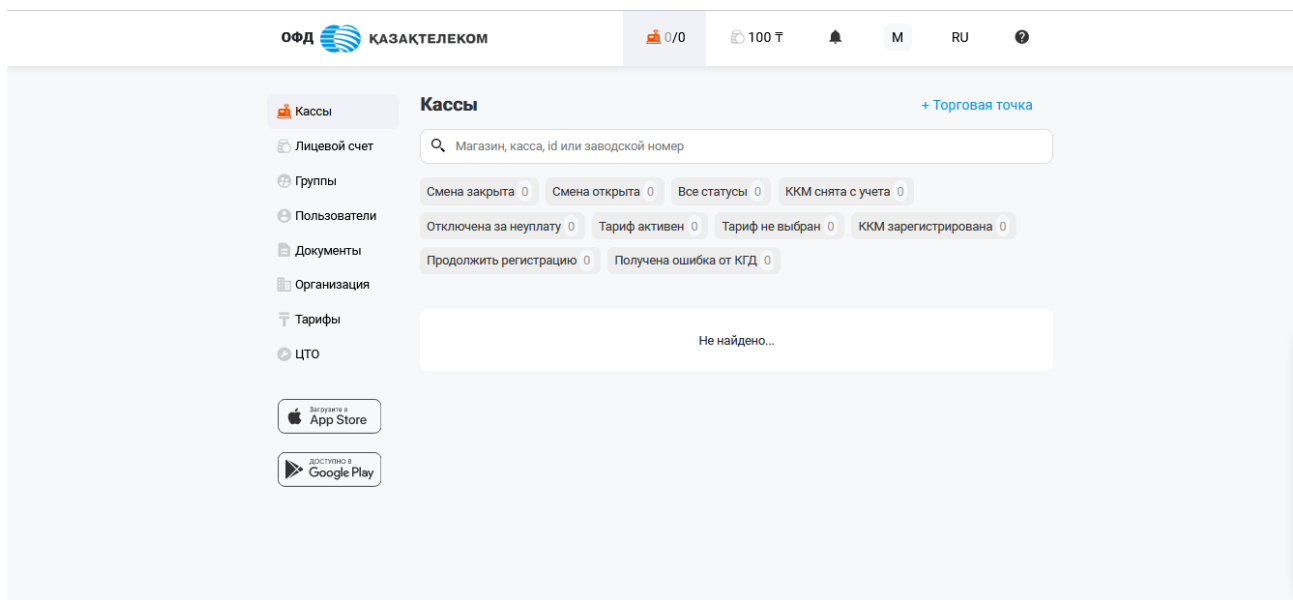 ОФД ҚАЗАҚТЕЛЕКОМ 0/0 100 ₸ M RU
Кассы
Лицевой счет
Группы
Пользователи
Документы
Организация
Тарифы
ЦТО
Загрузите в
App Store
ДОСТУПНО В
Google Play
Кассы + Торговая точка
Магазин, касса, id или заводской номер
Смена закрыта 0 Смена открыта 0 Все статусы 0 ККМ снята с учета 0
Отключена за неуплату 0 Тариф активен 0 Тариф не выбран 0 ККМ зарегистрирована 0
Продолжить регистрацию 0 Получена ошибка от КГД 0
Не найдено...